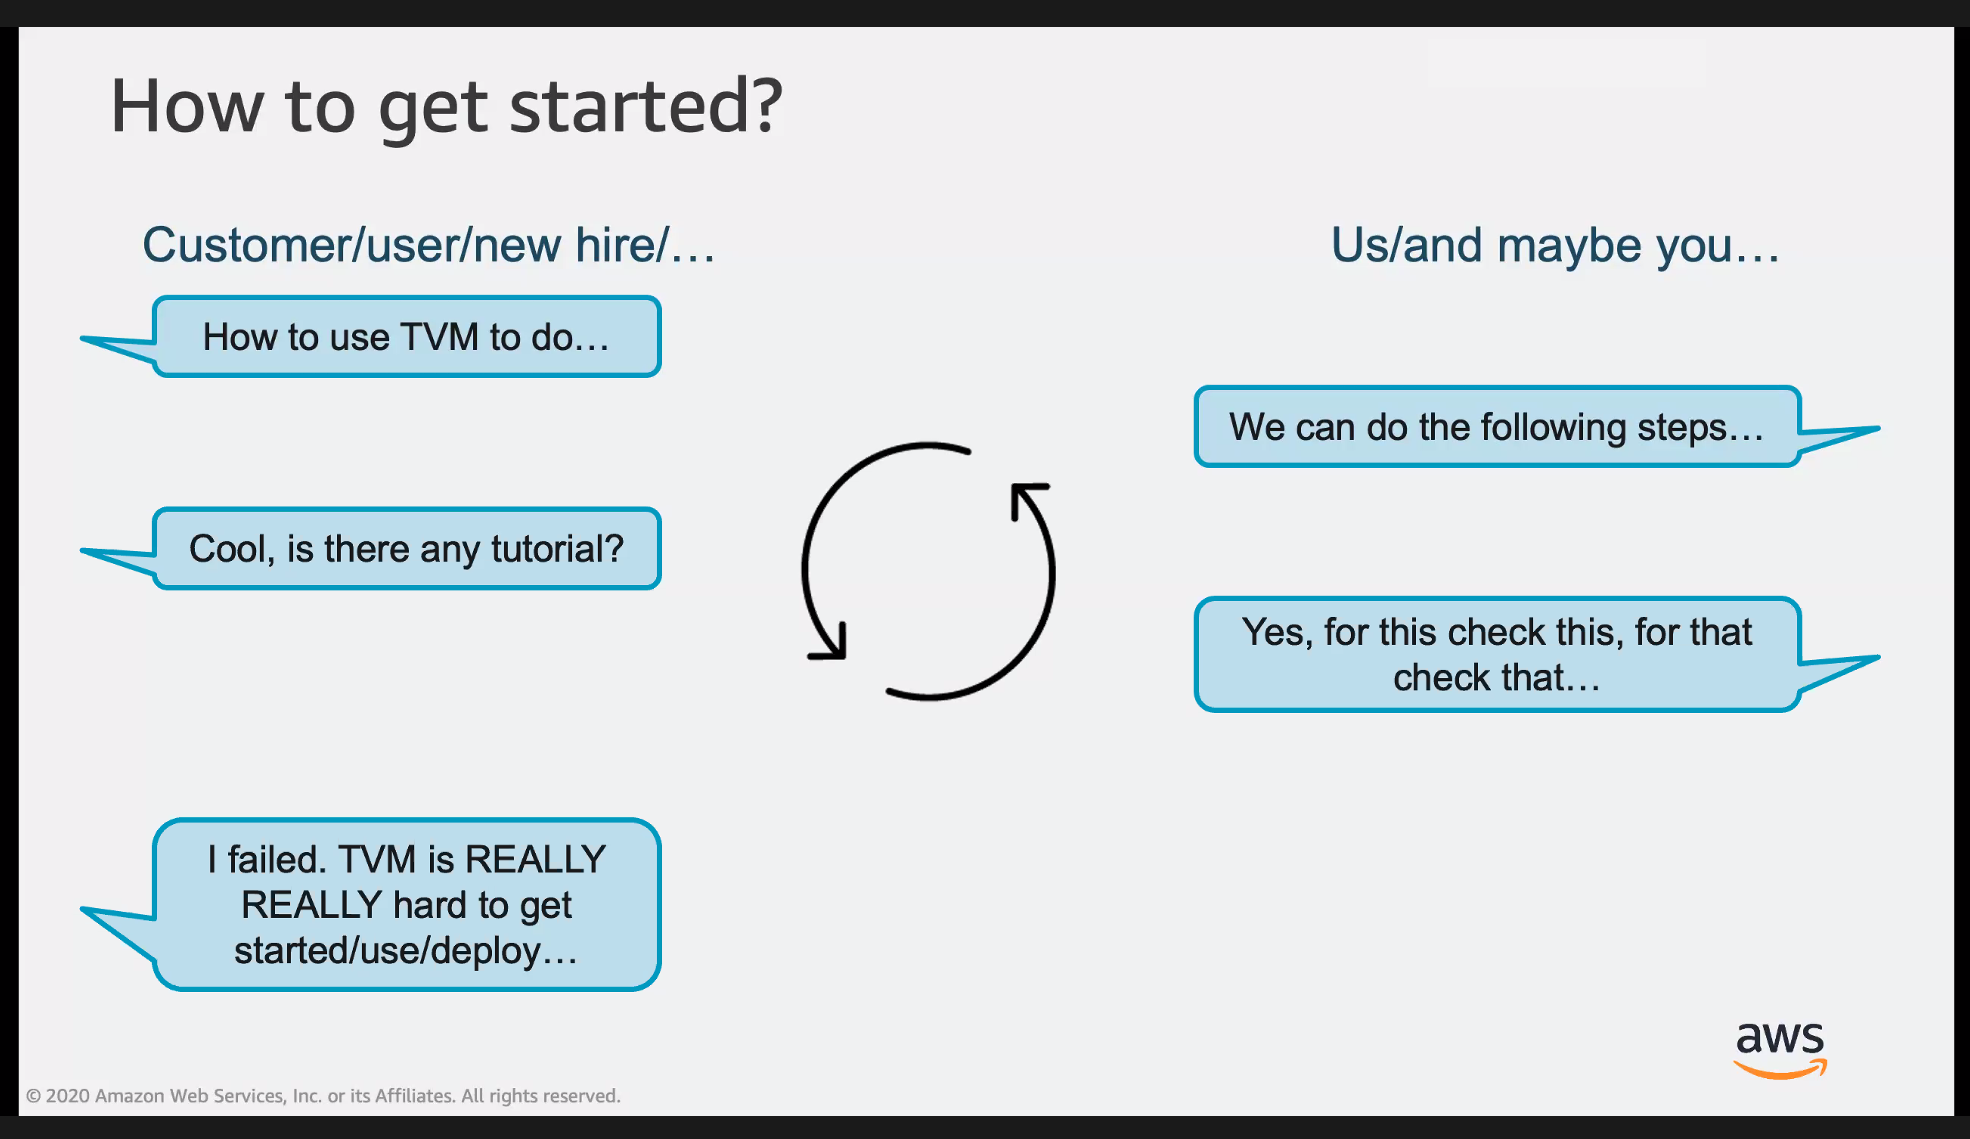 How to get started?
Customer/user/new hire/…
Us/and maybe you…
How to use TVM to do…
We can do the following steps…
Cool, is there any tutorial?
Yes, for this check this, for that
check that…
I failed. TVM is REALLY
REALLY hard to get
started/use/deploy…
aws
© 2020 Amazon Web Services, Inc. or its Affiliates. All rights reserved.